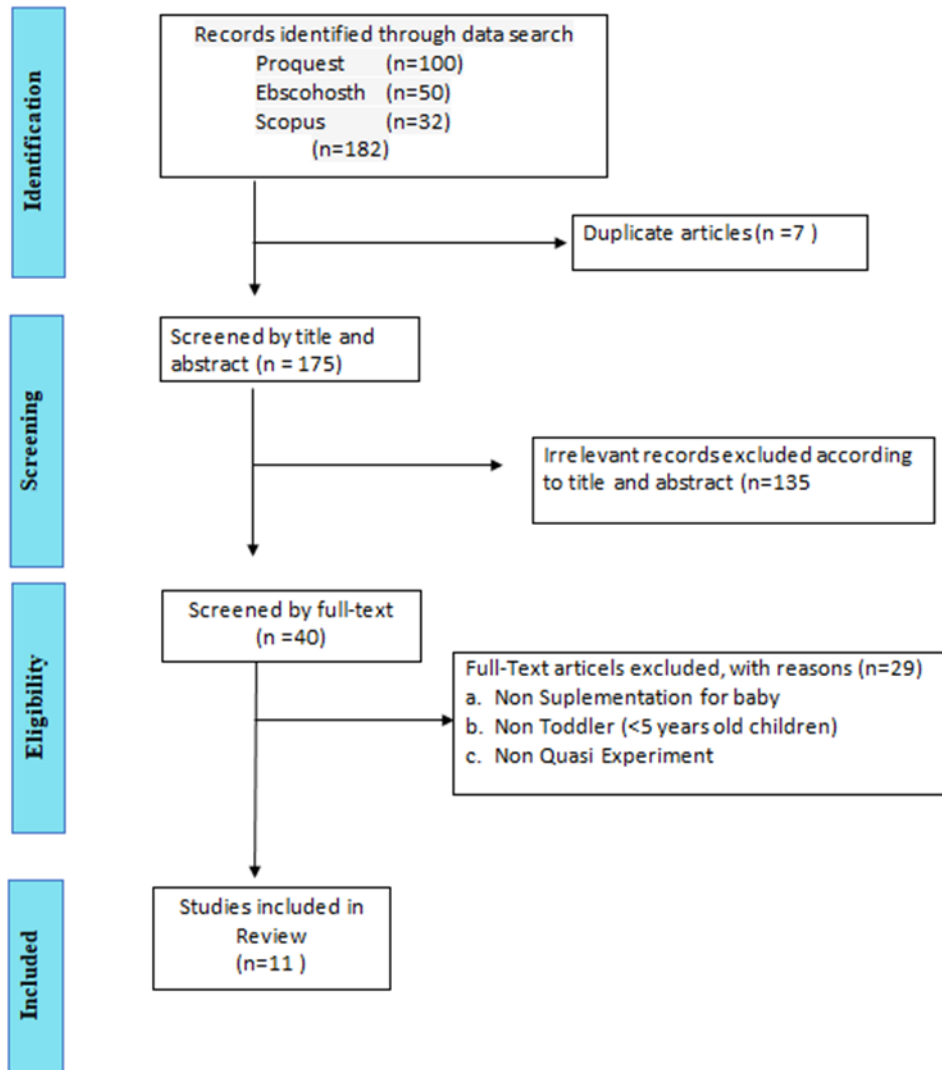 Identification
Records identified through data search
Proquest (n=100)
Ebscohosth (n=50)
Scopus (n=32)
(n=182)
Duplicate articles (n =7 )
Screening
Screened by title and
abstract (n = 175)
Irrelevant records excluded according
to title and abstract (n=135
Eligibility
Screened by full-text
(n =40)
Full-Text articels excluded, with reasons (n=29)
a. Non Suplementation for baby
b. Non Toddler (<5 years old children)
c. Non Quasi Experiment
Included
Studies included in
Review
(n=11 )